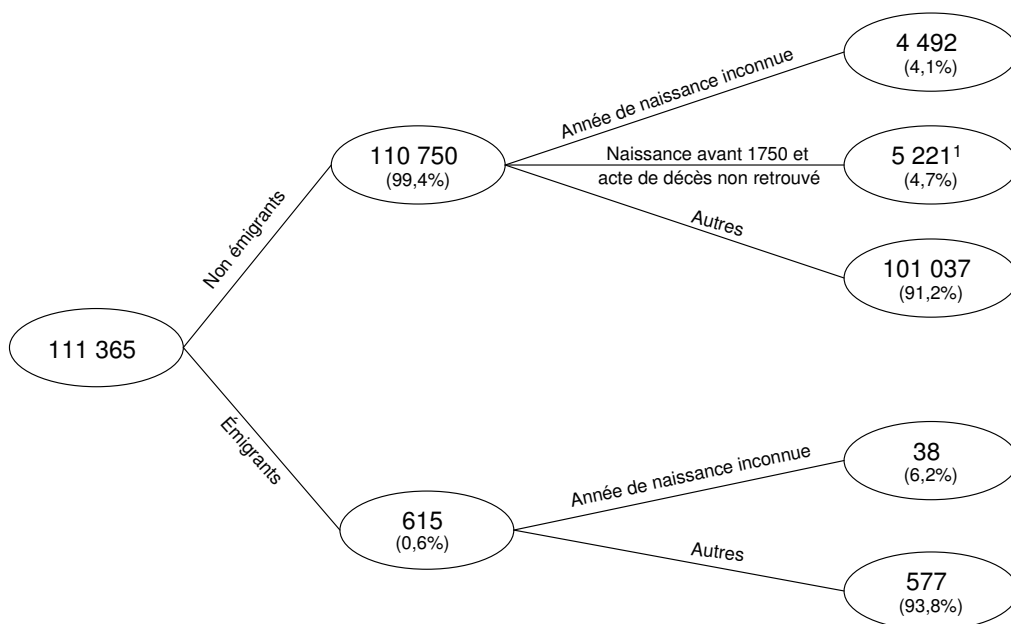 4 492
(4,1%)
Année de naissance inconnue
110 750
(99,4%)
Naissance avant 1750 et
acte de décès non retrouvé
5 221¹
(4,7%)
Autres
101 037
(91,2%)
Non émigrants
111 365
Émigrants
Année de naissance inconnue
38
(6,2%)
615
(0,6%)
Autres
577
(93,8%)